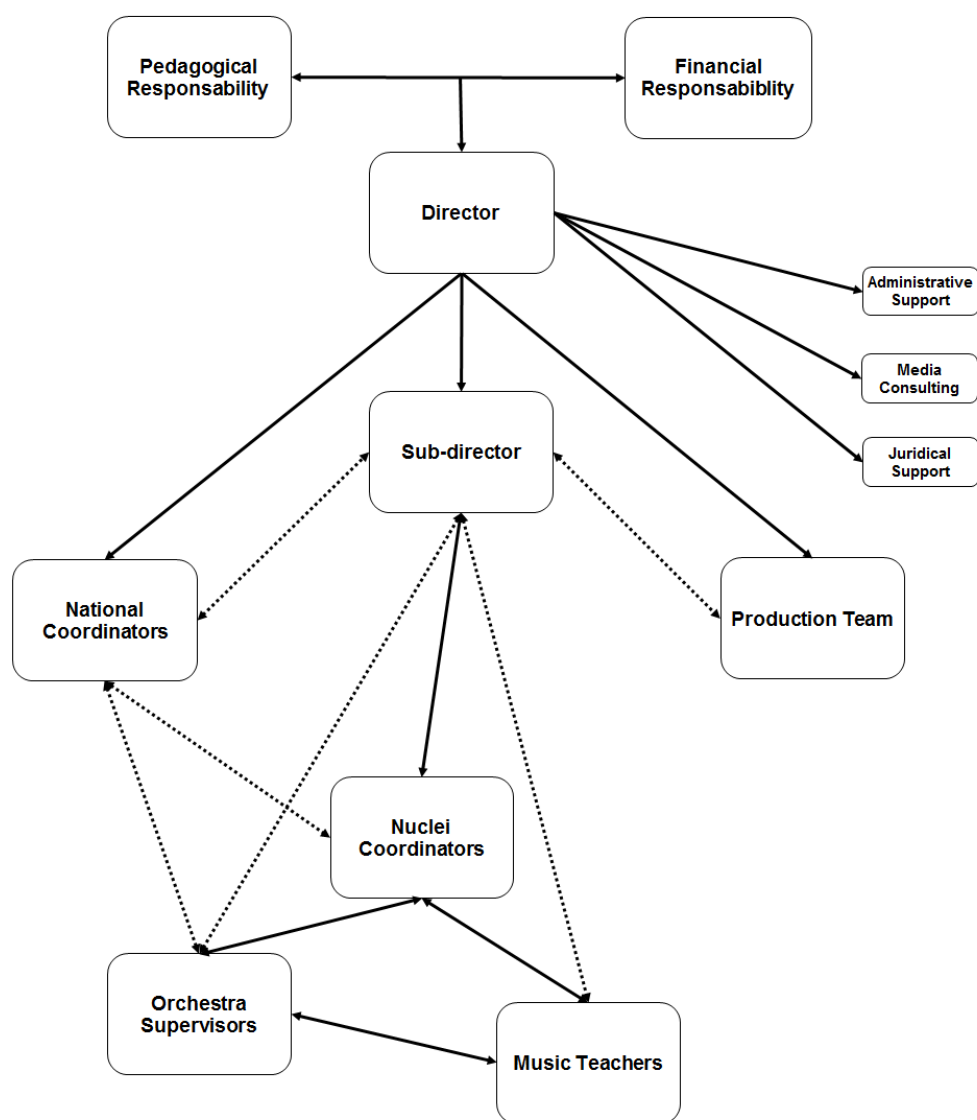 Pedagogical
Responsability
Financial
Responsabiblity
Director
Administrative
Support
Media
Consulting
Sub-director
Juridical
Support
National
Coordinators
Production Team
Nuclei
Coordinators
Orchestra
Supervisors
Music Teachers